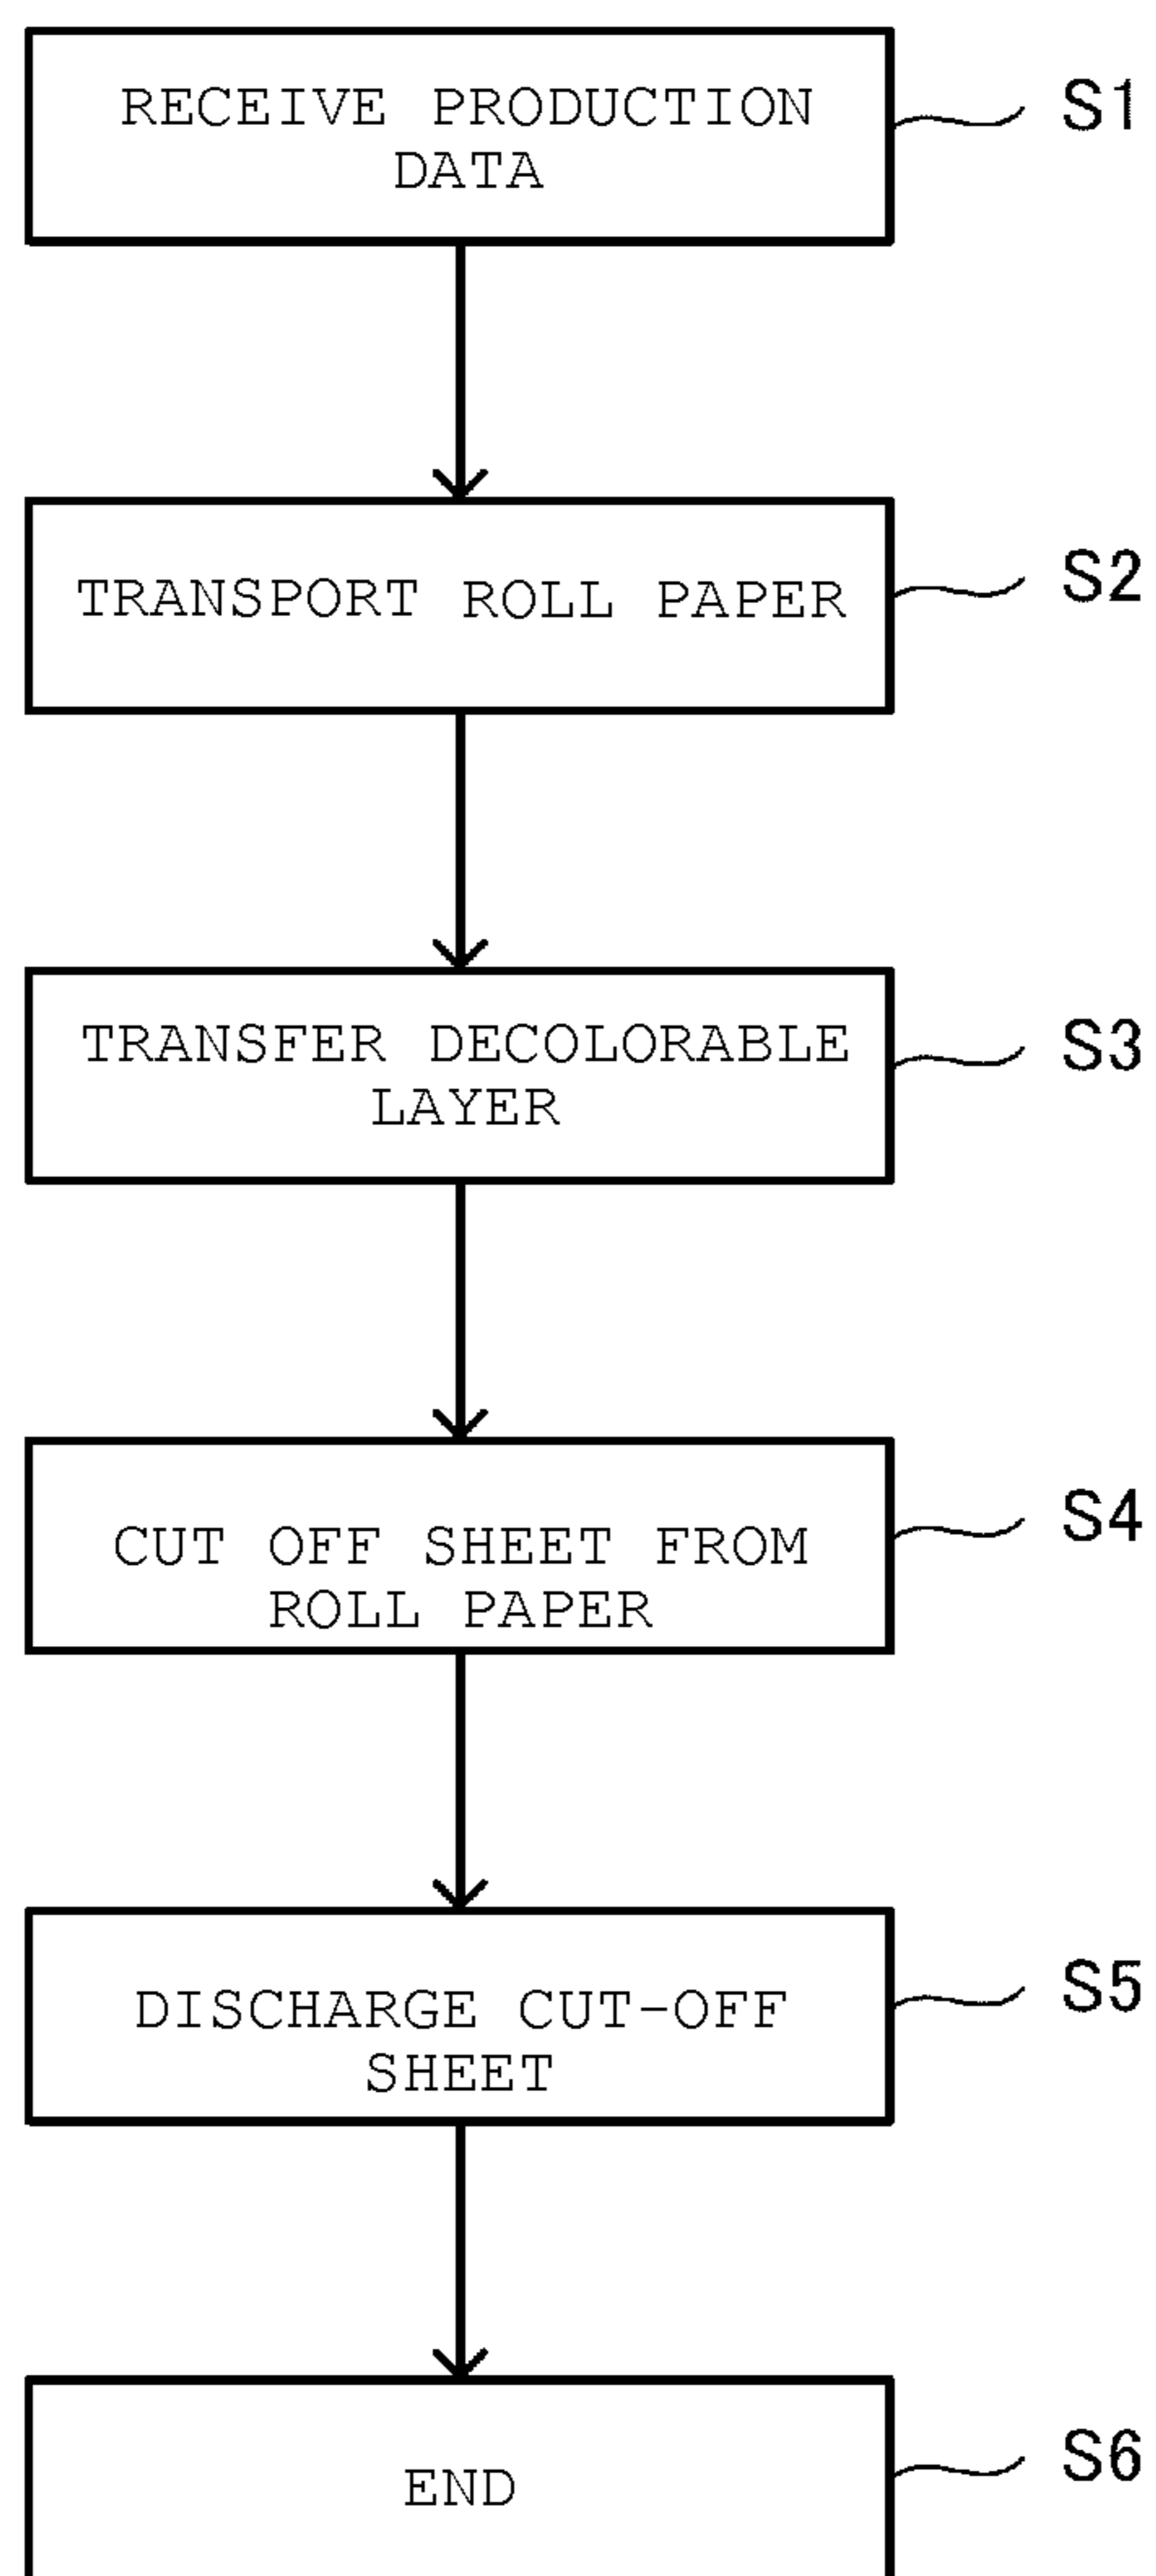 RECEIVE PRODUCTION
DATA
S1
TRANSPORT ROLL PAPER
S2
TRANSFER DECOLORABLE
LAYER
S3
CUT OFF SHEET FROM
ROLL PAPER
S4
DISCHARGE CUT-OFF
SHEET
S5
END
S6